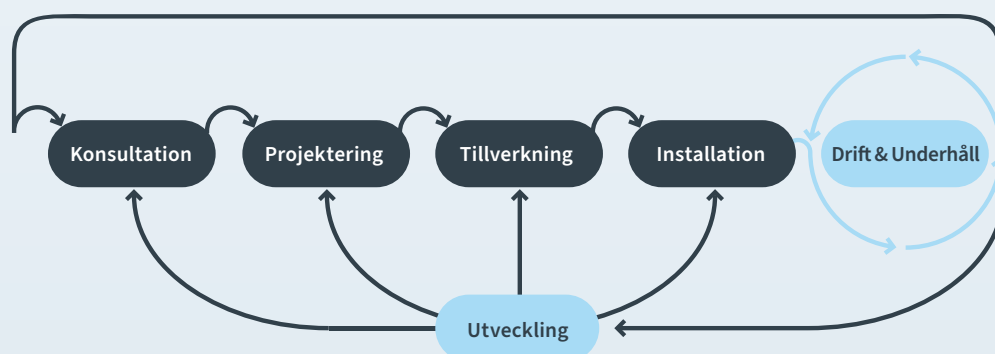 Konsultation
Projektering
Tillverkning
Installation
Drift & Underhåll
Utveckling